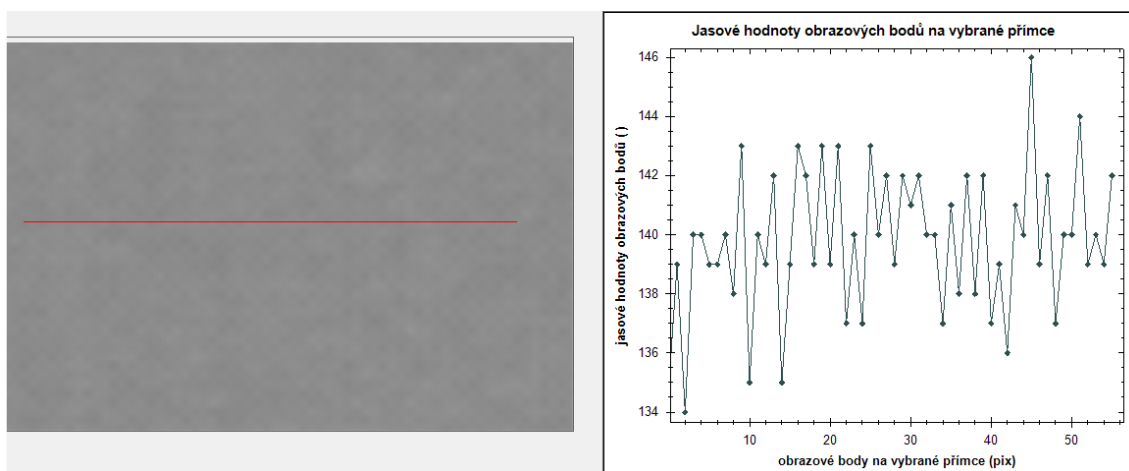 Jasové hodnoty obrazových bodů na vybrané přímce
jasové hodnoty obrazových bodů ( )
146
144
142
140
138
136
134
10 20 30 40 50
obrazové body na vybrané přímce (pix)